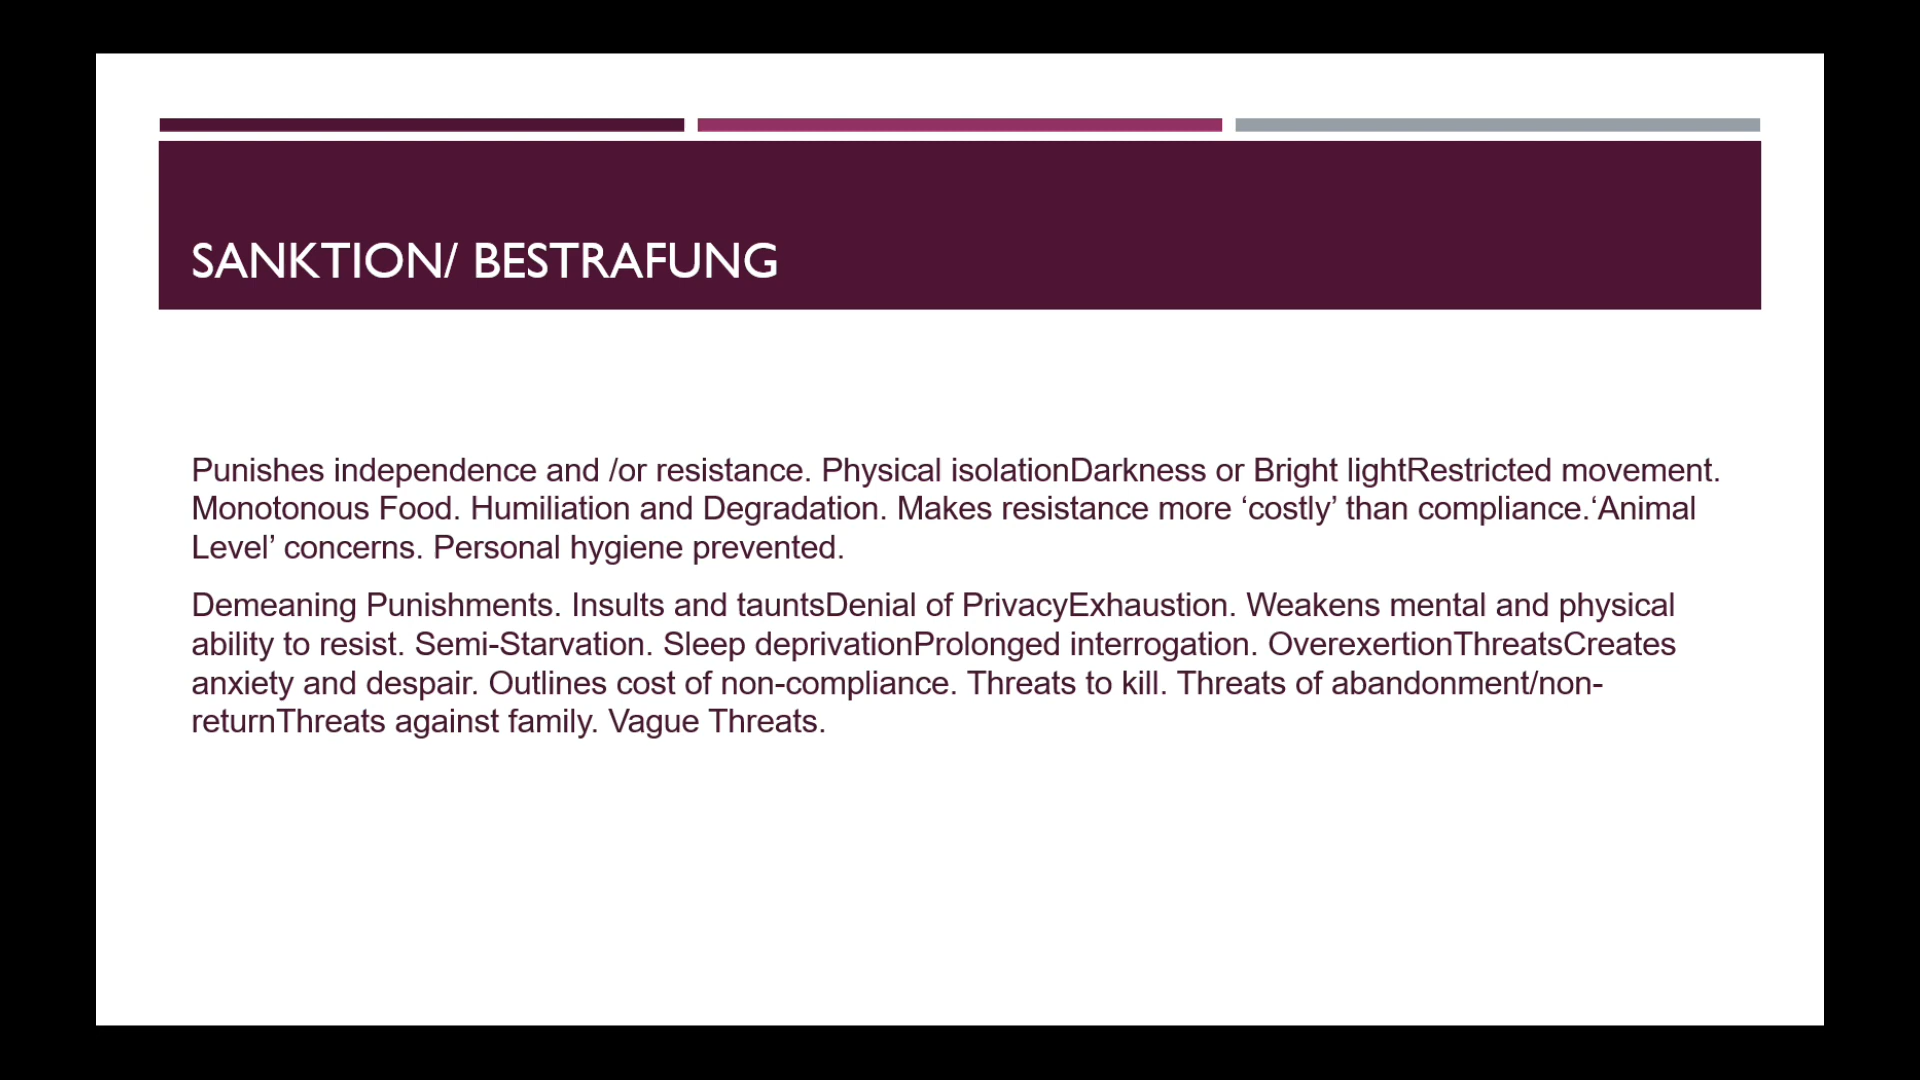 SANKTION/ BESTRAFUNG
Punishes independence and /or resistance. Physical isolationDarkness or Bright lightRestricted movement.
Monotonous Food. Humiliation and Degradation. Makes resistance more ‘costly’ than compliance.‘Animal
Level’ concerns. Personal hygiene prevented.
Demeaning Punishments. Insults and tauntsDenial of PrivacyExhaustion. Weakens mental and physical
ability to resist. Semi-Starvation. Sleep deprivationProlonged interrogation. OverexertionThreatsCreates
anxiety and despair. Outlines cost of non-compliance. Threats to kill. Threats of abandonment/non-
returnThreats against family. Vague Threats.